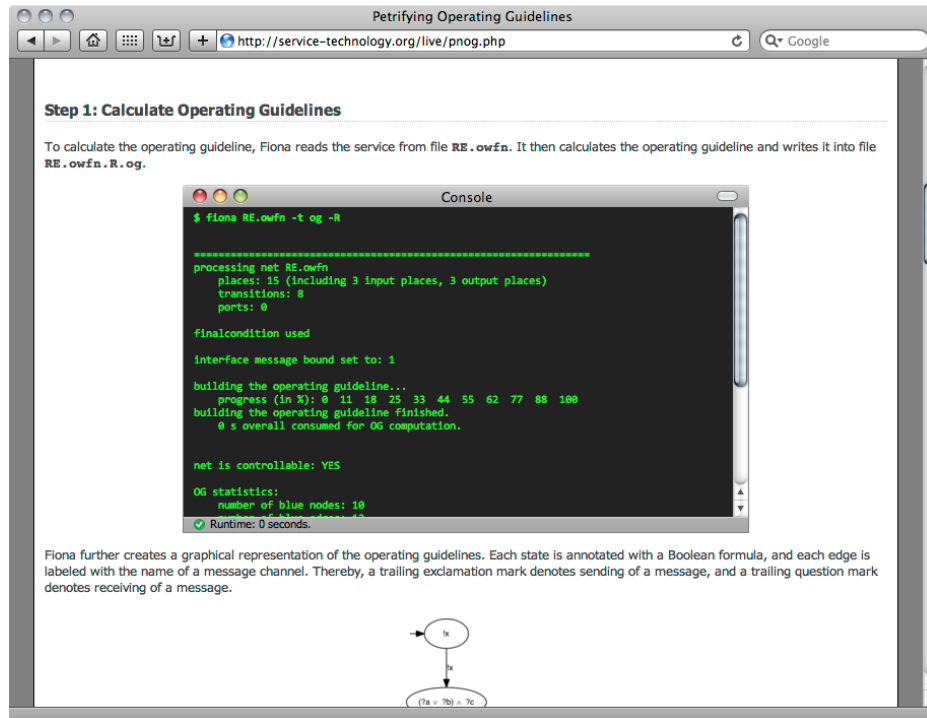 Petrifying Operating Guidelines
http://service-technology.org/live/pnog.php
Google
Step 1: Calculate Operating Guidelines
To calculate the operating guideline, Fiona reads the service from file RE.owfn. It then calculates the operating guideline and writes it into file
RE.owfn.R.og.
Console
$ fiona RE.owfn -t og -R
==================================================================
processing net RE.owfn
places: 15 (including 3 input places, 3 output places)
transitions: 8
ports: 0
finalcondition used
interface message bound set to: 1
building the operating guideline...
progress (in %): 0 11 18 25 33 44 55 62 77 88 100
building the operating guideline finished.
0 s overall consumed for OG computation.
net is controllable: YES
OG statistics:
number of blue nodes: 10
number of blue edges: 12
Runtime: 0 seconds.
Fiona further creates a graphical representation of the operating guidelines. Each state is annotated with a Boolean formula, and each edge is
labeled with the name of a message channel. Thereby, a trailing exclamation mark denotes sending of a message, and a trailing question mark
denotes receiving of a message.
!x
!x
(?a ∨ ?b) ∧ ?c